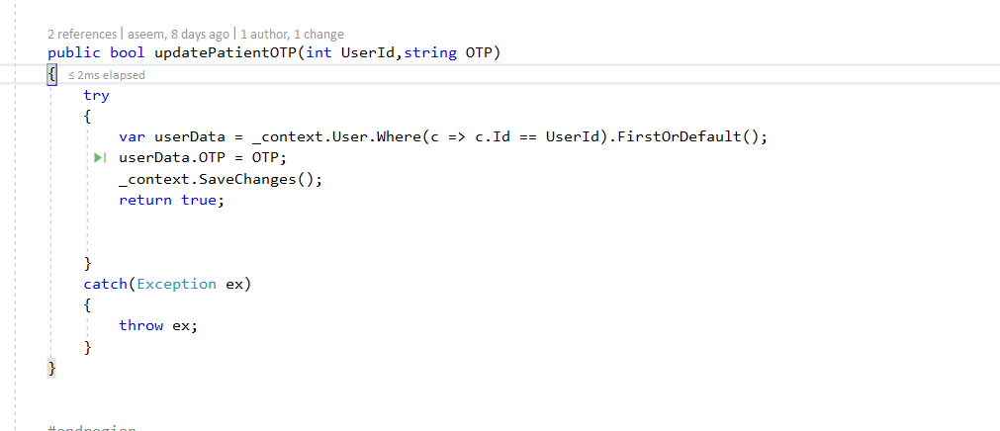 2 references | aseem, 8 days ago | 1 author, 1 change
public bool updatePatientOTP(int UserId,string OTP)
{ ≤ 2ms elapsed
try
{
var userData = _context.User.Where(c => c.Id == UserId).FirstOrDefault();
userData.OTP = OTP;
_context.SaveChanges();
return true;
}
catch(Exception ex)
{
throw ex;
}
}
#endregion